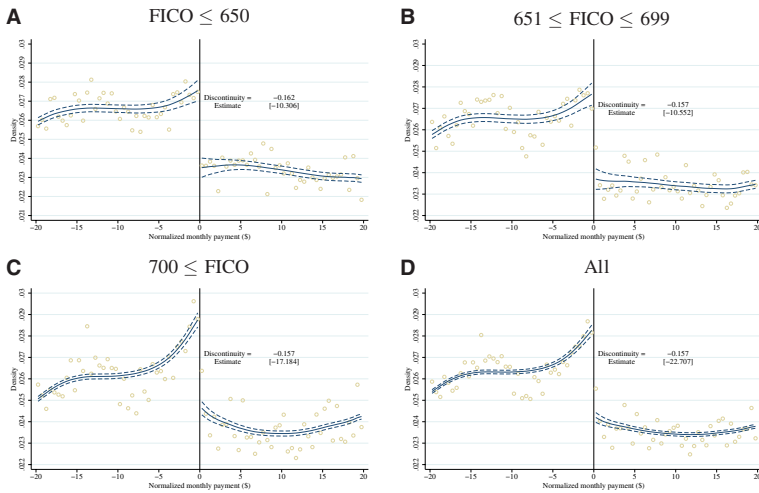 A
FICO ≤ 650
.03
.029
.028
.027
.026
.025
.024
.023
.022
.021
Density
Discontinuity = −0.162
Estimate [−10.306]
−20 −15 −10 −5 0 5 10 15 20
Normalized monthly payment ($)
B
651 ≤ FICO ≤ 699
.03
.029
.028
.027
.026
.025
.024
.023
.022
Density
Discontinuity = −0.157
Estimate [−10.552]
−20 −15 −10 −5 0 5 10 15 20
Normalized monthly payment ($)
C
700 ≤ FICO
.03
.029
.028
.027
.026
.025
.024
.023
.022
Density
Discontinuity = −0.157
Estimate [−17.184]
−20 −15 −10 −5 0 5 10 15 20
Normalized monthly payment ($)
D
All
.03
.029
.028
.027
.026
.025
.024
.023
.022
Density
Discontinuity = −0.157
Estimate [−22.707]
−20 −15 −10 −5 0 5 10 15 20
Normalized monthly payment ($)